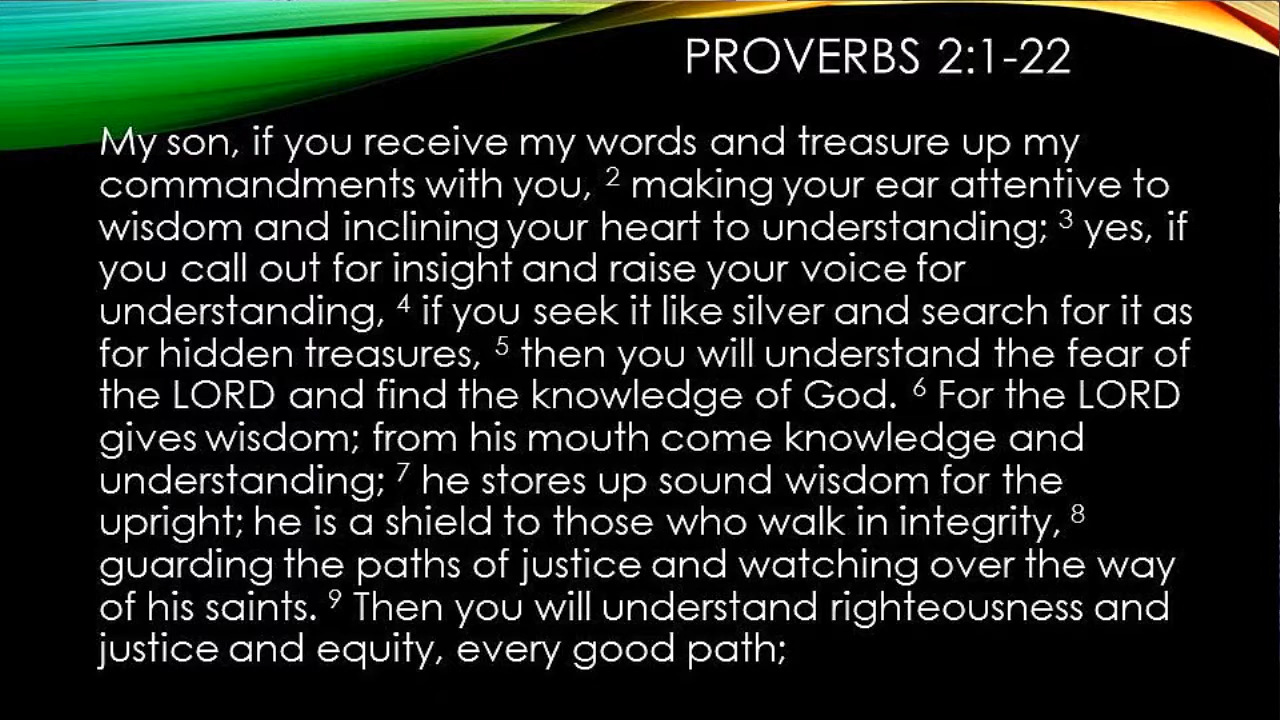 PROVERBS 2:1-22
My son, if you receive my words and treasure up my
commandments with you, ² making your ear attentive to
wisdom and inclining your heart to understanding; ³ yes, if
you call out for insight and raise your voice for
understanding, ⁴ if you seek it like silver and search for it as
for hidden treasures, ⁵ then you will understand the fear of
the LORD and find the knowledge of God. ⁶ For the LORD
gives wisdom; from his mouth come knowledge and
understanding; ⁷ he stores up sound wisdom for the
upright; he is a shield to those who walk in integrity, ⁸
guarding the paths of justice and watching over the way
of his saints. ⁹ Then you will understand righteousness and
justice and equity, every good path;